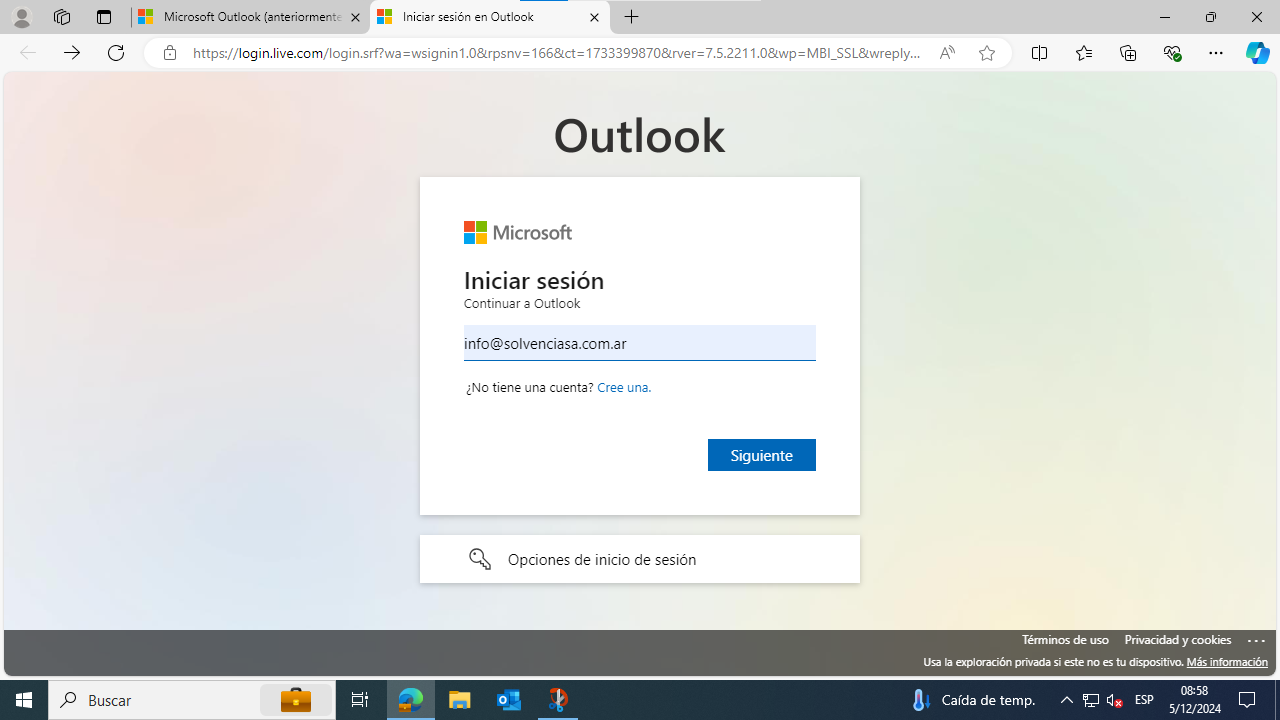 Microsoft Outlook (anteriormente
Iniciar sesión en Outlook
https://login.live.com/login.srf?wa=wsignin1.0&rpsnv=166&ct=1733399870&rver=7.5.2211.0&wp=MBI_SSL&wreply...
Outlook
Microsoft
Iniciar sesión
Continuar a Outlook
info@solvenciasa.com.ar
¿No tiene una cuenta? Cree una.
Siguiente
Opciones de inicio de sesión
Términos de uso Privacidad y cookies ...
Usa la exploración privada si este no es tu dispositivo. Más información
Buscar
Caída de temp.
ESP
08:58
5/12/2024